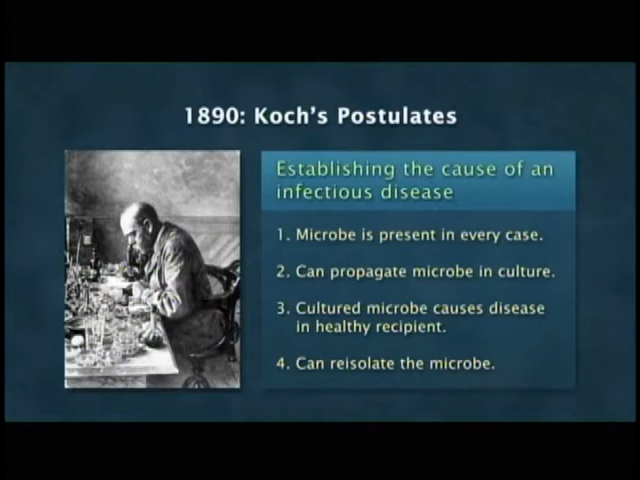 1890: Koch's Postulates
Establishing the cause of an
infectious disease
1. Microbe is present in every case.
2. Can propagate microbe in culture.
3. Cultured microbe causes disease
in healthy recipient.
4. Can reisolate the microbe.